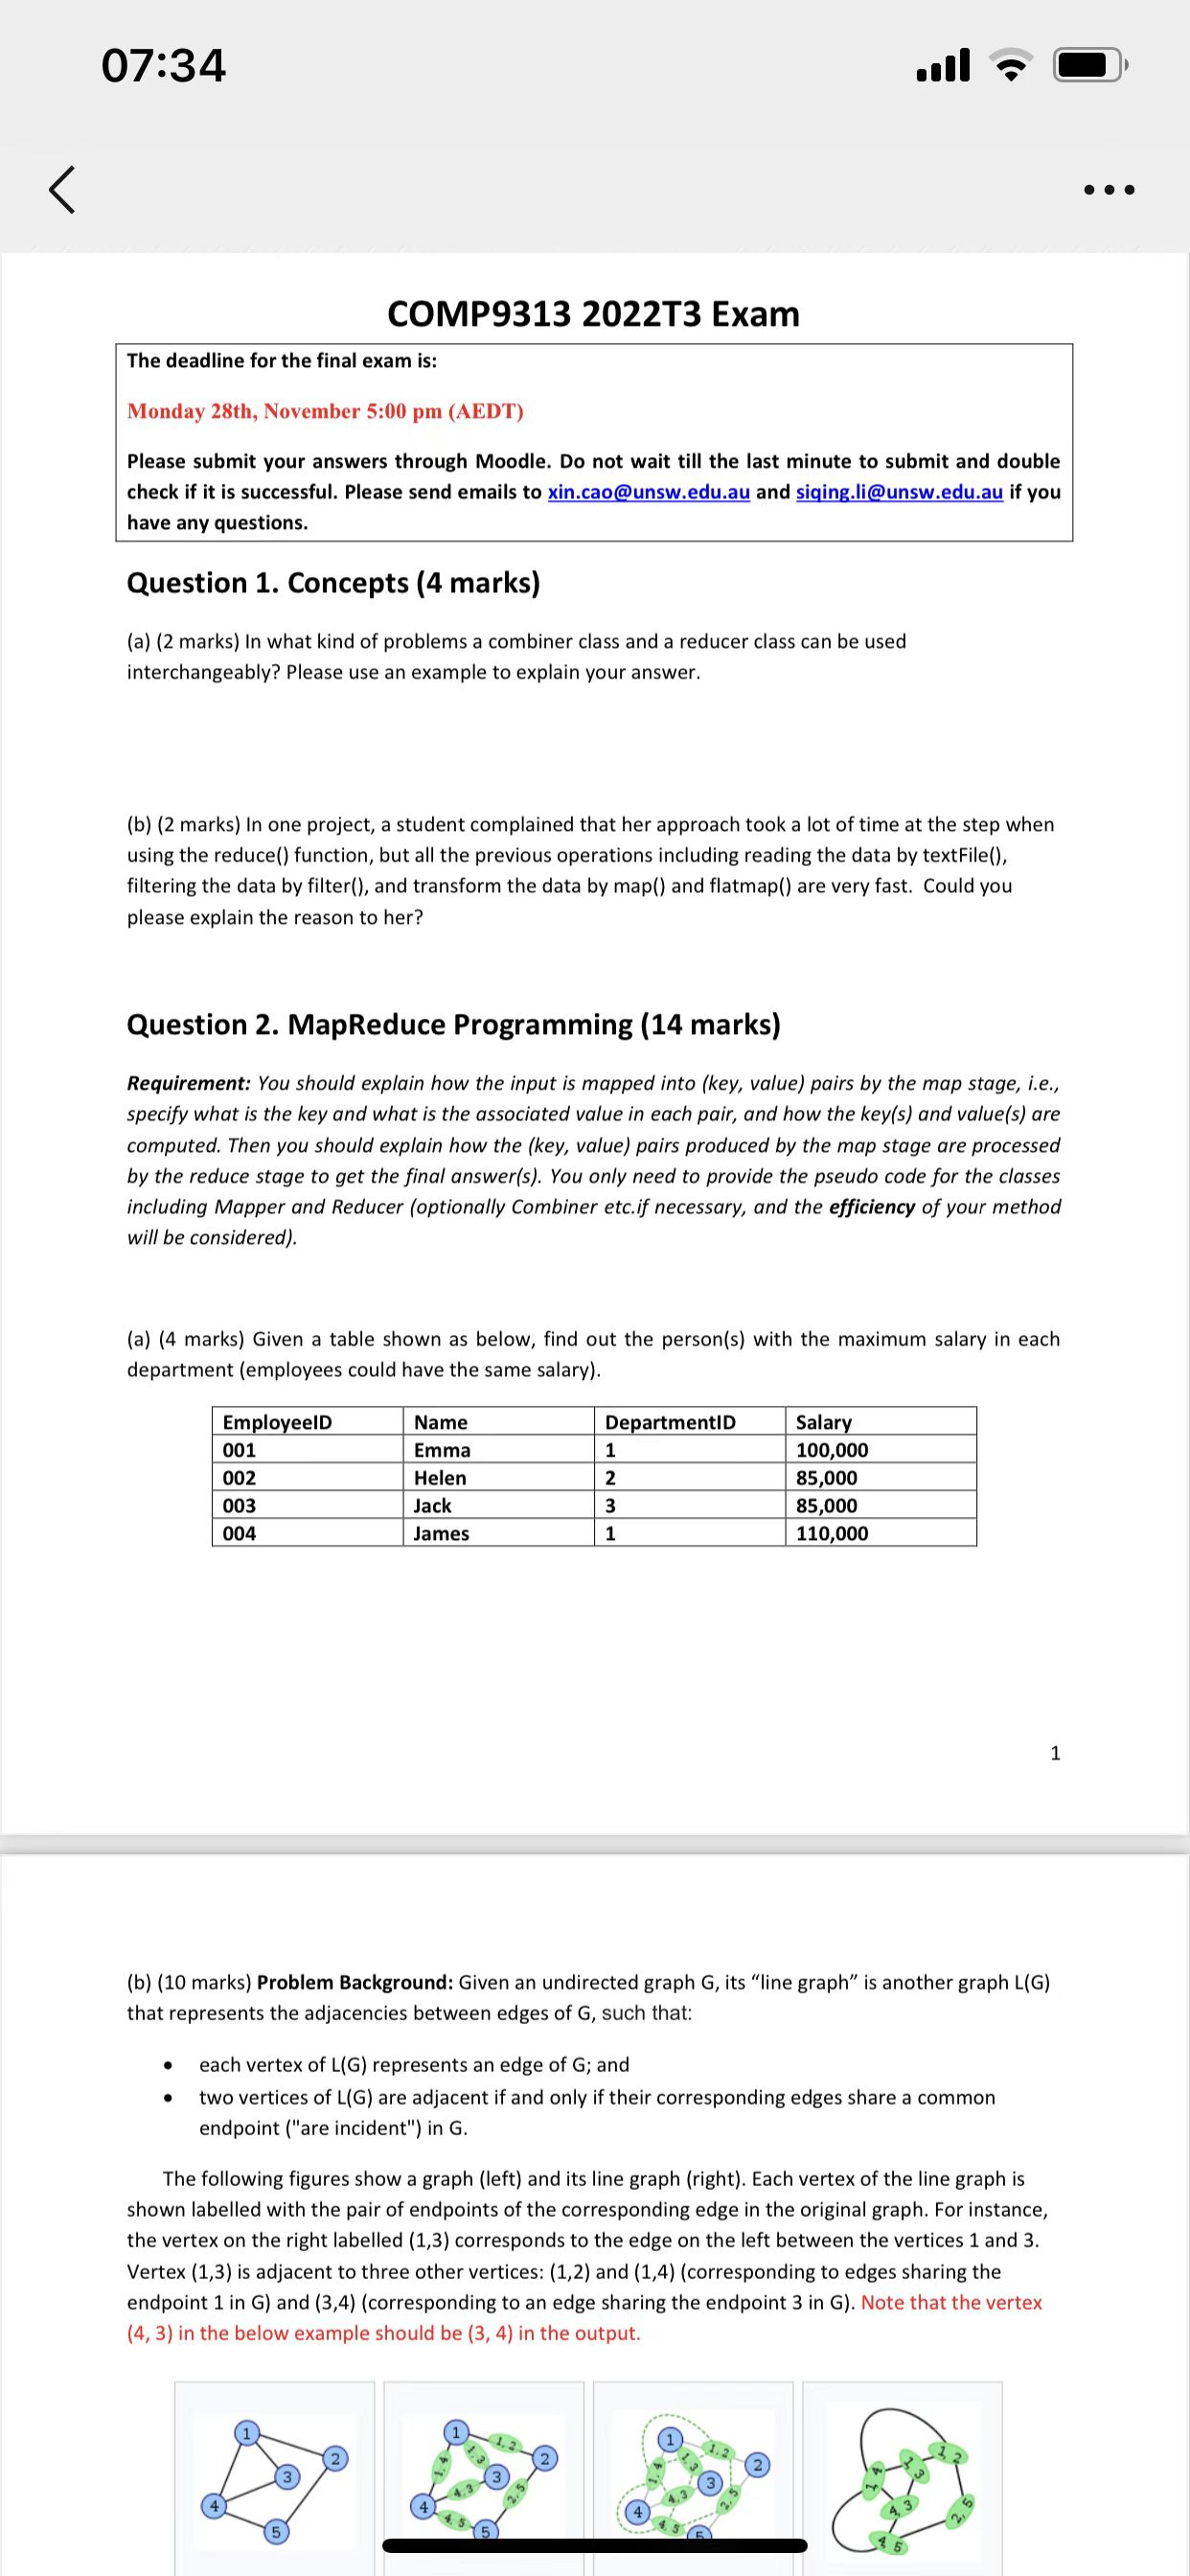 07:34
COMP9313 2022T3 Exam
The deadline for the final exam is:
Monday 28th, November 5:00 pm (AEDT)
Please submit your answers through Moodle. Do not wait till the last minute to submit and double
check if it is successful. Please send emails to xin.cao@unsw.edu.au and siqing.li@unsw.edu.au if you
have any questions.
Question 1. Concepts (4 marks)
(a) (2 marks) In what kind of problems a combiner class and a reducer class can be used
interchangeably? Please use an example to explain your answer.
(b) (2 marks) In one project, a student complained that her approach took a lot of time at the step when
using the reduce() function, but all the previous operations including reading the data by textFile(),
filtering the data by filter(), and transform the data by map() and flatmap() are very fast. Could you
please explain the reason to her?
Question 2. MapReduce Programming (14 marks)
Requirement: You should explain how the input is mapped into (key, value) pairs by the map stage, i.e.,
specify what is the key and what is the associated value in each pair, and how the key(s) and value(s) are
computed. Then you should explain how the (key, value) pairs produced by the map stage are processed
by the reduce stage to get the final answer(s). You only need to provide the pseudo code for the classes
including Mapper and Reducer (optionally Combiner etc.if necessary, and the efficiency of your method
will be considered).
(a) (4 marks) Given a table shown as below, find out the person(s) with the maximum salary in each
department (employees could have the same salary).
EmployeeID Name DepartmentID Salary
001 Emma 1 100,000
002 Helen 2 85,000
003 Jack 3 85,000
004 James 1 110,000
1
(b) (10 marks) Problem Background: Given an undirected graph G, its “line graph” is another graph L(G)
that represents the adjacencies between edges of G, such that:
• each vertex of L(G) represents an edge of G; and
• two vertices of L(G) are adjacent if and only if their corresponding edges share a common
endpoint ("are incident") in G.
The following figures show a graph (left) and its line graph (right). Each vertex of the line graph is
shown labelled with the pair of endpoints of the corresponding edge in the original graph. For instance,
the vertex on the right labelled (1,3) corresponds to the edge on the left between the vertices 1 and 3.
Vertex (1,3) is adjacent to three other vertices: (1,2) and (1,4) (corresponding to edges sharing the
endpoint 1 in G) and (3,4) (corresponding to an edge sharing the endpoint 3 in G). Note that the vertex
(4, 3) in the below example should be (3, 4) in the output.
1
2
3
4
5
1
1, 2
2
1, 3
1, 4
3
4, 3
2, 5
4
4, 5
5
1
1, 2
2
1, 3
1, 4
3
4, 3
2, 5
4
4, 5
5
1 2
1 3
1 4
4, 3
2, 5
4 5